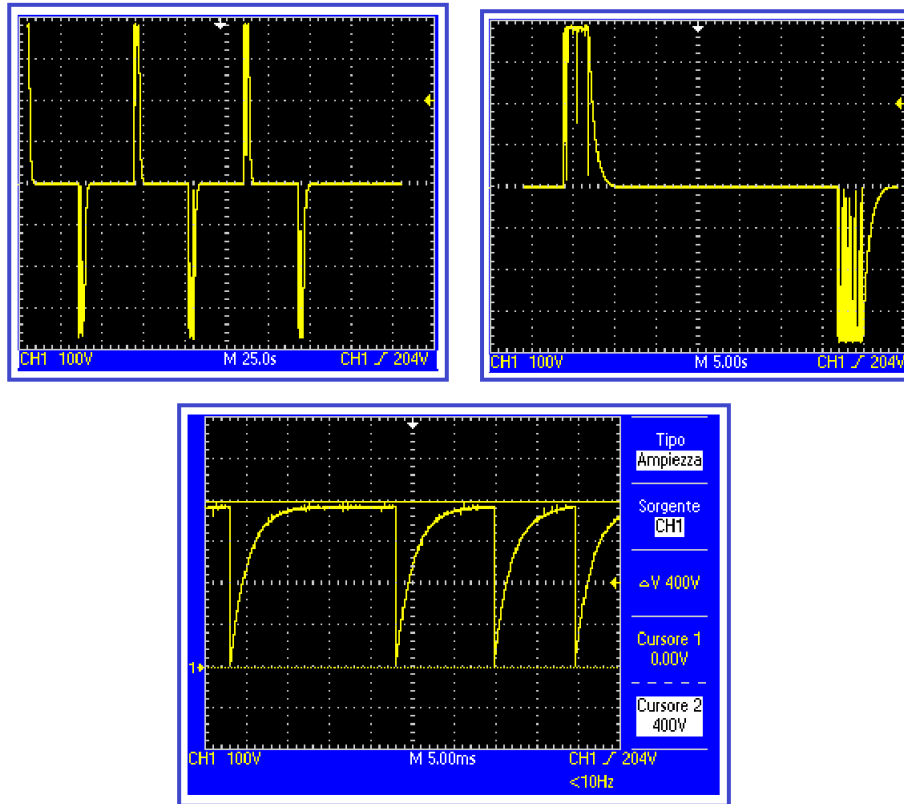 CH1 100V M 25.0s CH1 ⌿ 204V
CH1 100V M 5.00s CH1 ⌿ 204V
Tipo
Ampiezza
Sorgente
CH1
△V 400V
Cursore 1
0.00V
Cursore 2
400V
1
CH1 100V M 5.00ms CH1 ⌿ 204V
<10Hz